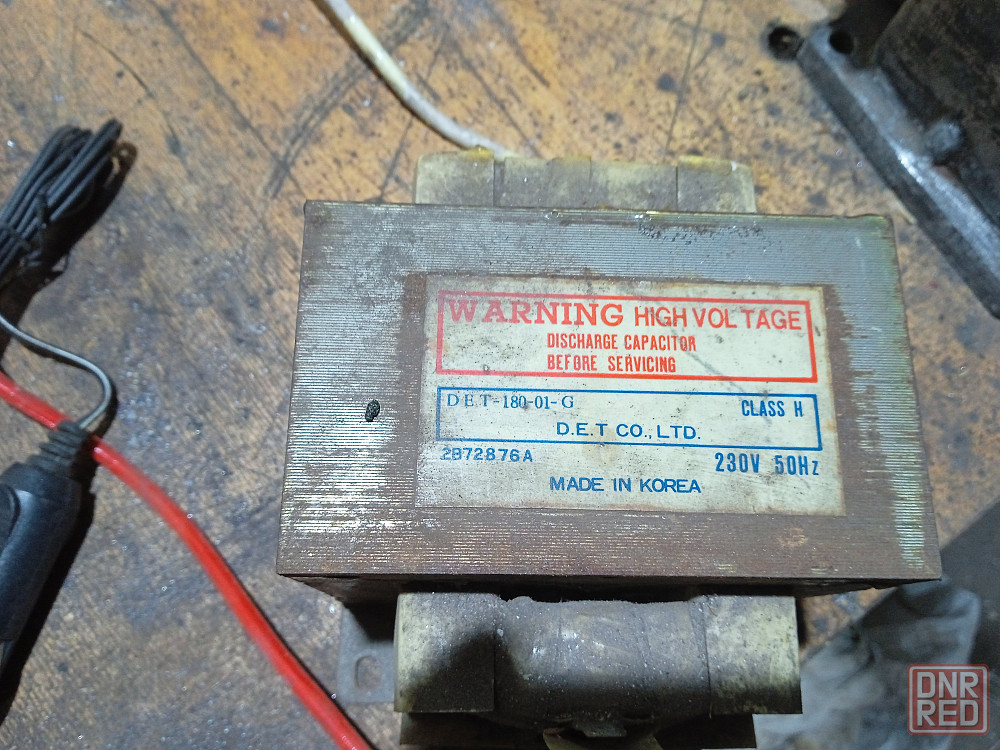 WARNING HIGH VOLTAGE
DISCHARGE CAPACITOR
BEFORE SERVICING
DET-180-01-G CLASS H
D.E.T CO., LTD.
2B72876A 230V 50Hz
MADE IN KOREA
DNR
RED